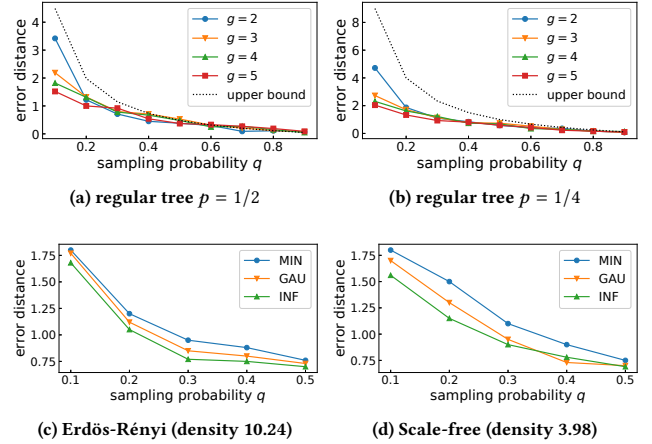 error distance
5
4
3
2
1
0
0.2
0.4
0.6
0.8
sampling probability q
g = 2
g = 3
g = 4
g = 5
upper bound
(a) regular tree p = 1/2
error distance
8
6
4
2
0
0.2
0.4
0.6
0.8
sampling probability q
g = 2
g = 3
g = 4
g = 5
upper bound
(b) regular tree p = 1/4
error distance
1.75
1.50
1.25
1.00
0.75
0.1
0.2
0.3
0.4
0.5
sampling probability q
MIN
GAU
INF
(c) Erdös-Rényi (density 10.24)
error distance
1.75
1.50
1.25
1.00
0.75
0.1
0.2
0.3
0.4
0.5
sampling probability q
MIN
GAU
INF
(d) Scale-free (density 3.98)